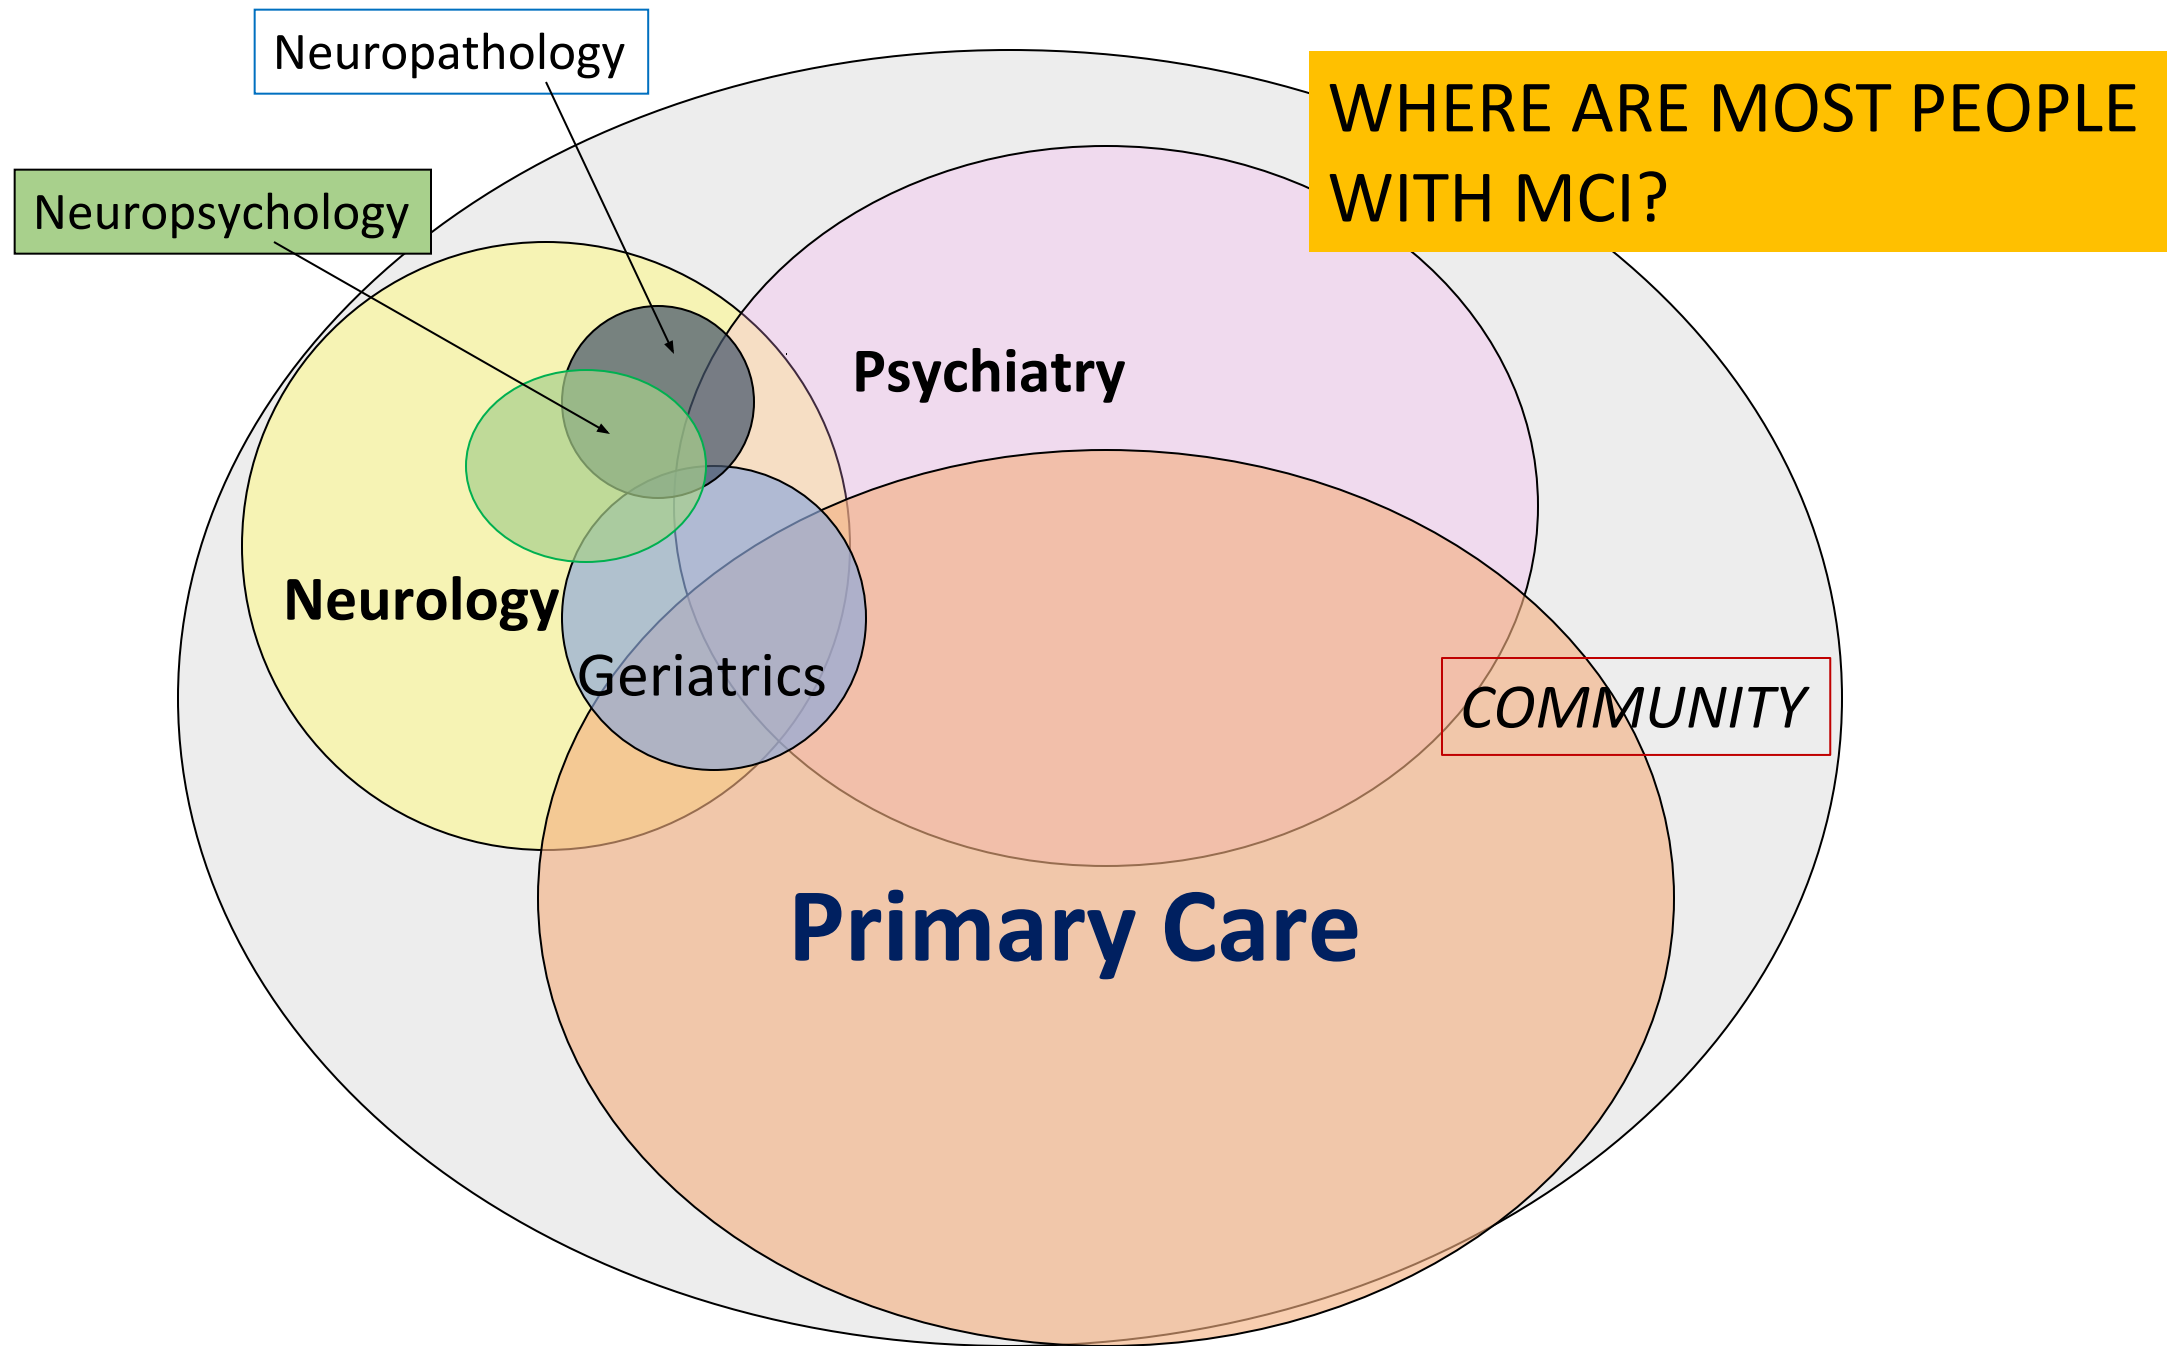 Neuropathology
WHERE ARE MOST PEOPLE
WITH MCI?
Neuropsychology
Psychiatry
Neurology
Geriatrics
COMMUNITY
Primary Care